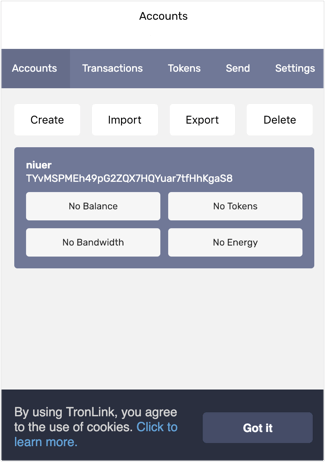 Accounts
Accounts Transactions Tokens Send Settings
Create Import Export Delete
niuer
TYvMSPMEh49pG2ZQX7HQYuar7tfHhKgaS8
No Balance No Tokens
No Bandwidth No Energy
By using TronLink, you agree
to the use of cookies. Click to
learn more.
Got it